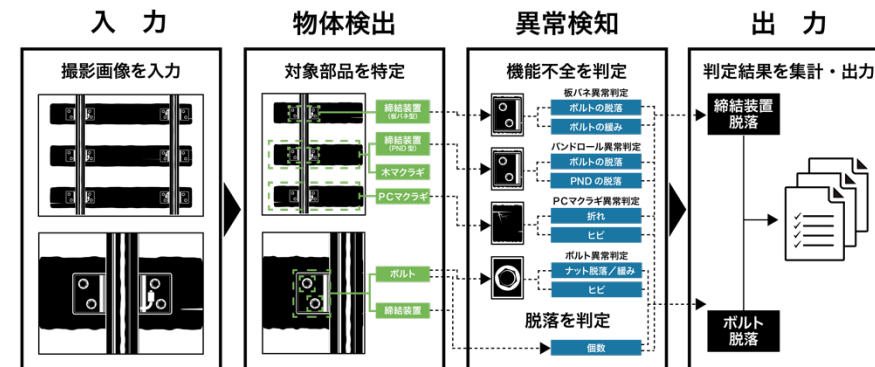 入 力
物体検出
異常検知
出 力
撮影画像を入力
対象部品を特定
締結装置
(板バネ型)
締結装置
(PND型)
木マクラギ
PCマクラギ
ボルト
締結装置
機能不全を判定
板バネ異常判定
ボルトの脱落
ボルトの緩み
パンドロール異常判定
ボルトの脱落
PNDの脱落
PCマクラギ異常判定
折れ
ヒビ
ボルト異常判定
ナット脱落／緩み
ヒビ
脱落を判定
個数
判定結果を集計・出力
締結装置
脱落
ボルト
脱落